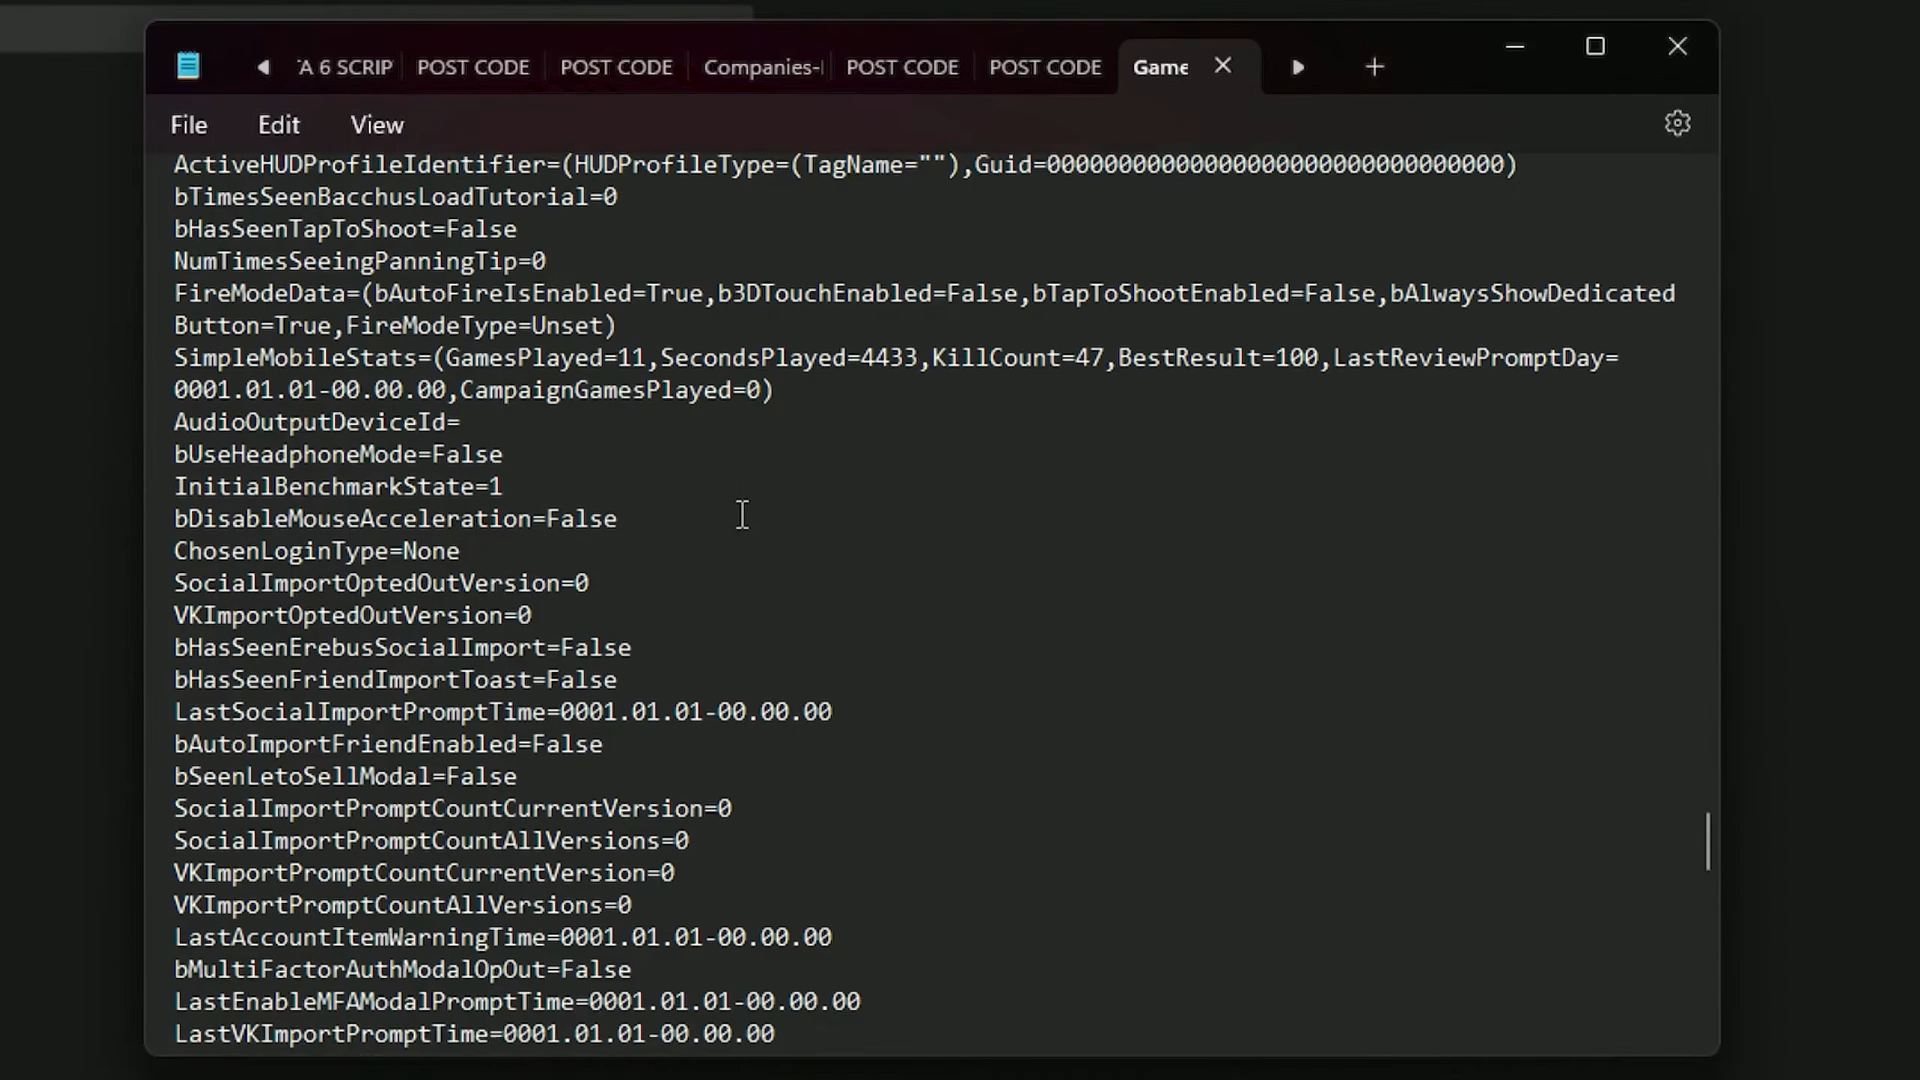 'A 6 SCRIP
POST CODE
POST CODE
Companies-
POST CODE
POST CODE
Game
File
Edit
View
ActiveHUDProfileIdentifier=(HUDProfileType=(TagName=""),Guid=00000000000000000000000000000000)
bTimesSeenBacchusLoadTutorial=0
bHasSeenTapToShoot=False
NumTimesSeeingPanningTip=0
FireModeData=(bAutoFireIsEnabled=True,b3DTouchEnabled=False,bTapToShootEnabled=False,bAlwaysShowDedicated
Button=True,FireModeType=Unset)
SimpleMobileStats=(GamesPlayed=11,SecondsPlayed=4433,KillCount=47,BestResult=100,LastReviewPromptDay=
0001.01.01-00.00.00,CampaignGamesPlayed=0)
AudioOutputDeviceId=
bUseHeadphoneMode=False
InitialBenchmarkState=1
bDisableMouseAcceleration=False
ChosenLoginType=None
SocialImportOptedOutVersion=0
VKImportOptedOutVersion=0
bHasSeenErebusSocialImport=False
bHasSeenFriendImportToast=False
LastSocialImportPromptTime=0001.01.01-00.00.00
bAutoImportFriendEnabled=False
bSeenLetoSellModal=False
SocialImportPromptCountCurrentVersion=0
SocialImportPromptCountAllVersions=0
VKImportPromptCountCurrentVersion=0
VKImportPromptCountAllVersions=0
LastAccountItemWarningTime=0001.01.01-00.00.00
bMultiFactorAuthModalOpOut=False
LastEnableMFAModalPromptTime=0001.01.01-00.00.00
LastVKImportPromptTime=0001.01.01-00.00.00